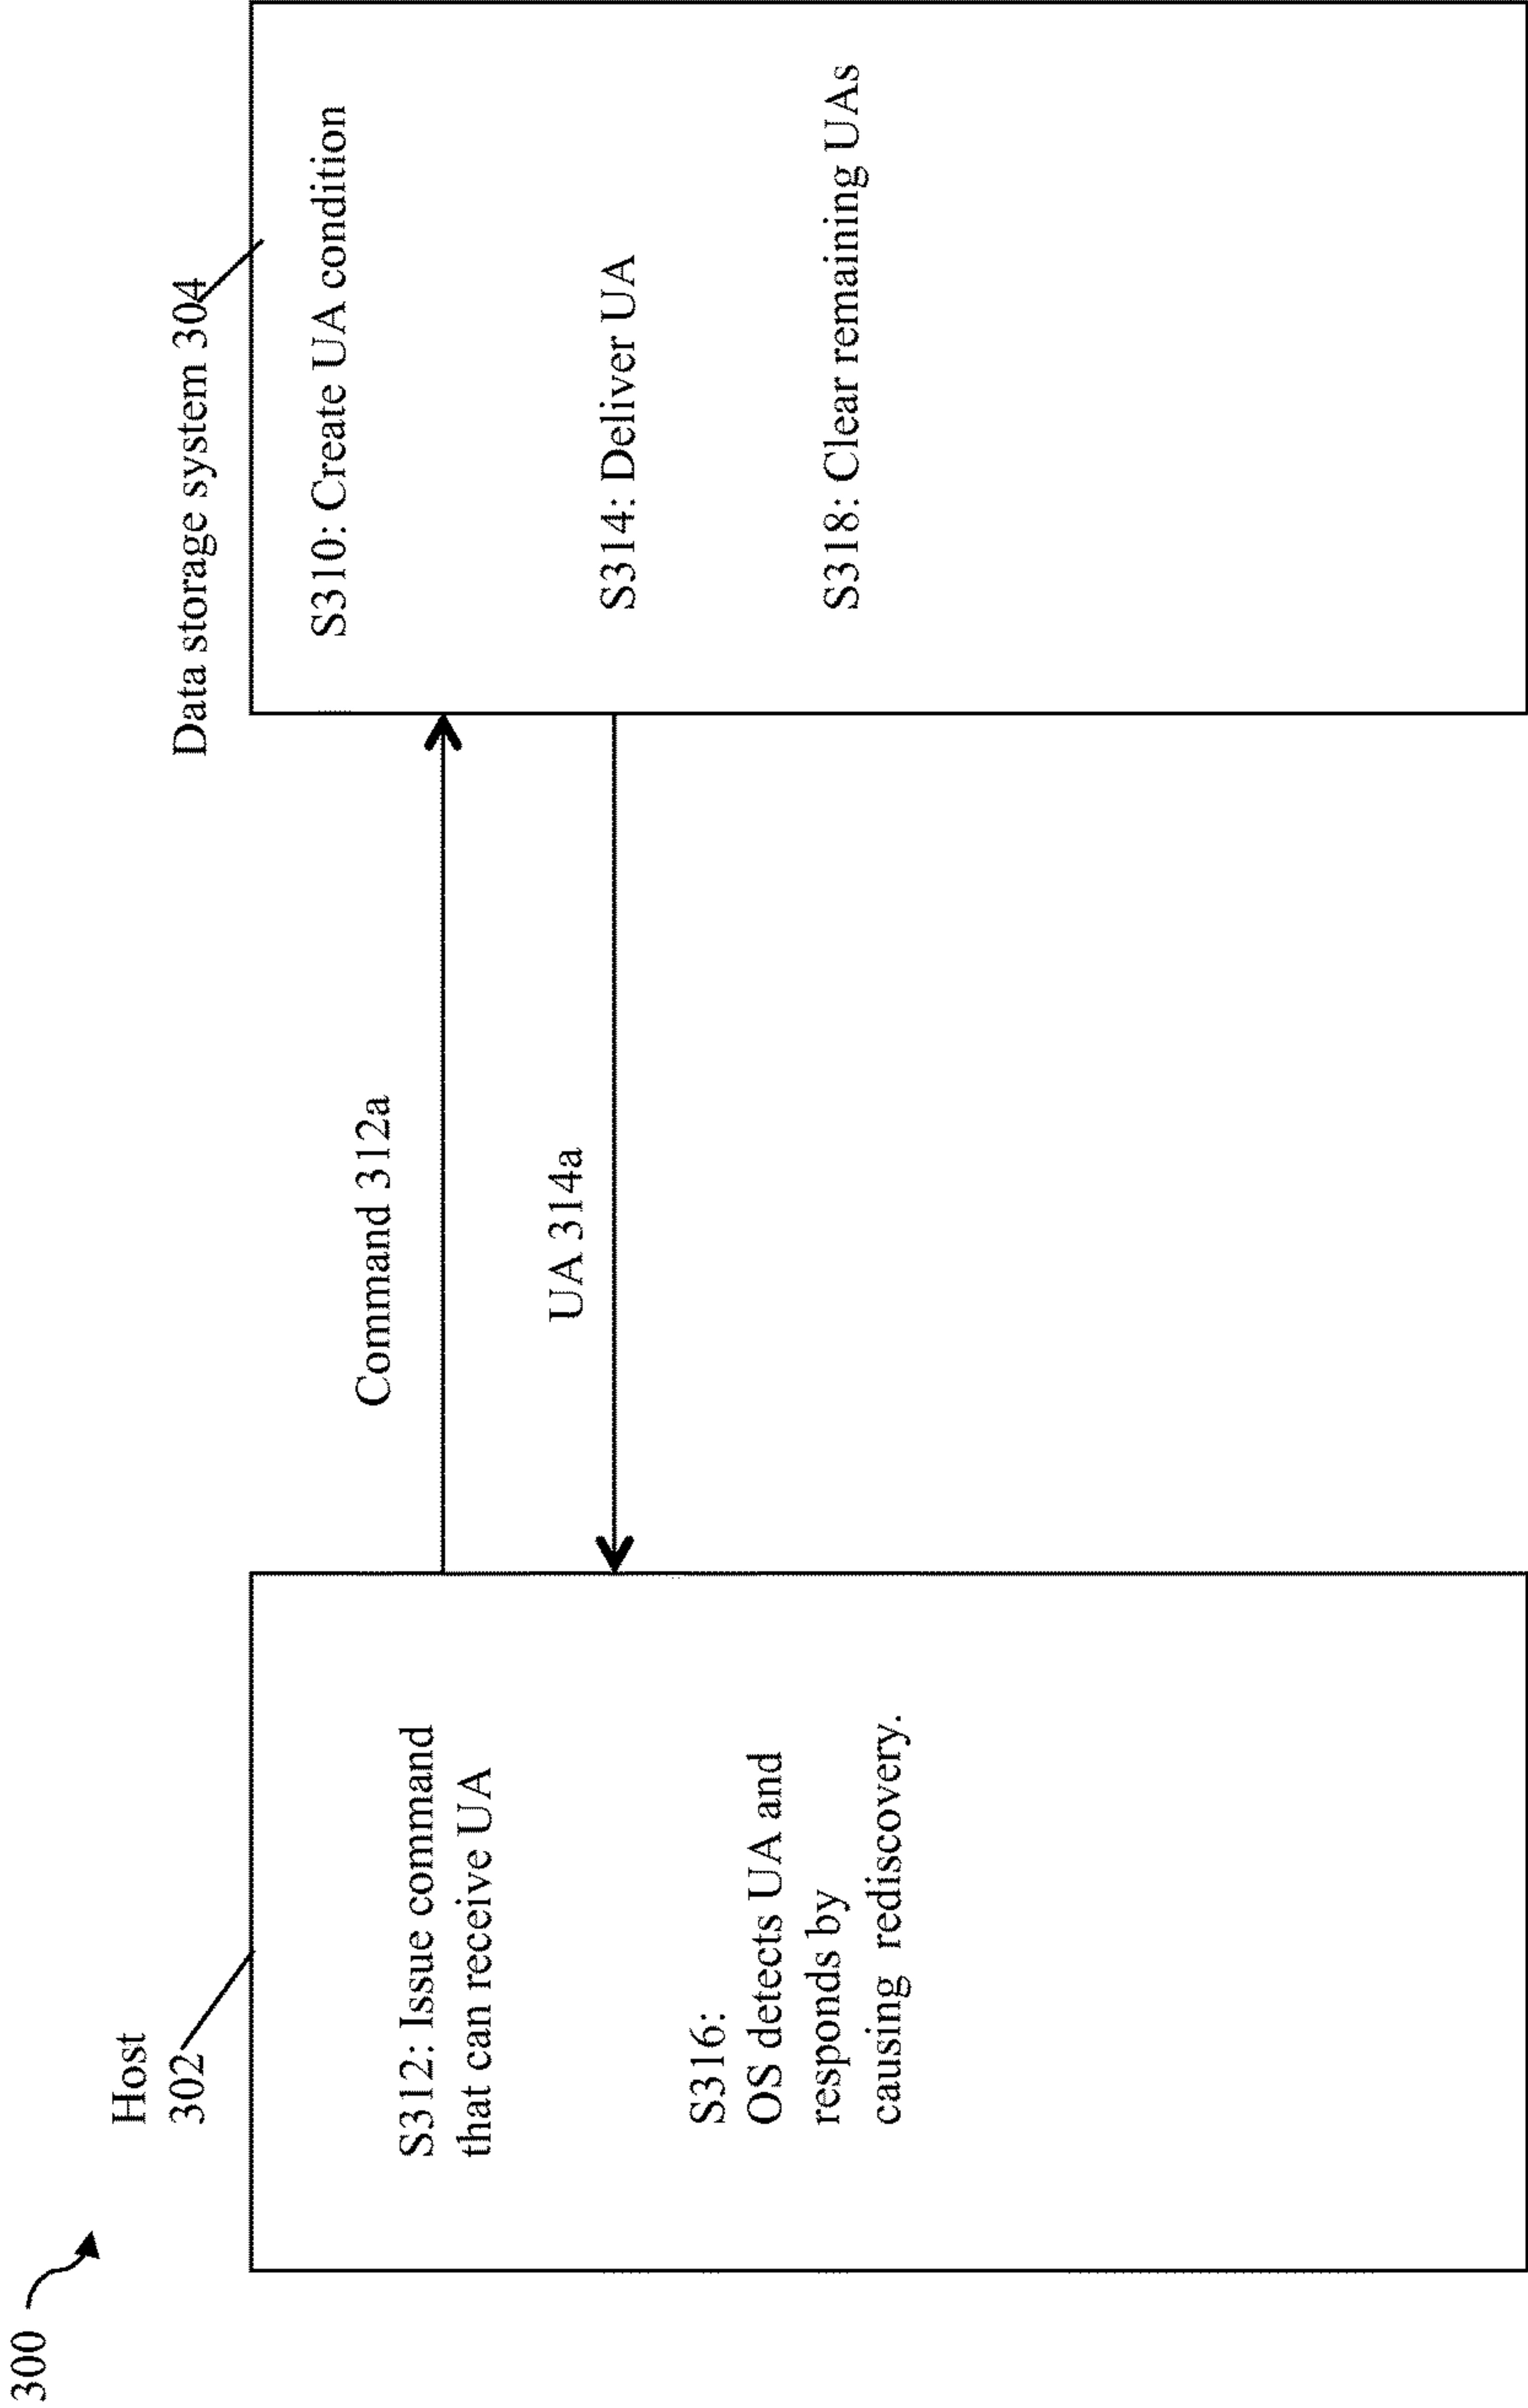 300
Host
302
Data storage system 304
S310: Create UA condition
Command 312a
S312: Issue command
that can receive UA
UA 314a
S314: Deliver UA
S316:
OS detects UA and
responds by
causing rediscovery.
S318: Clear remaining UAs